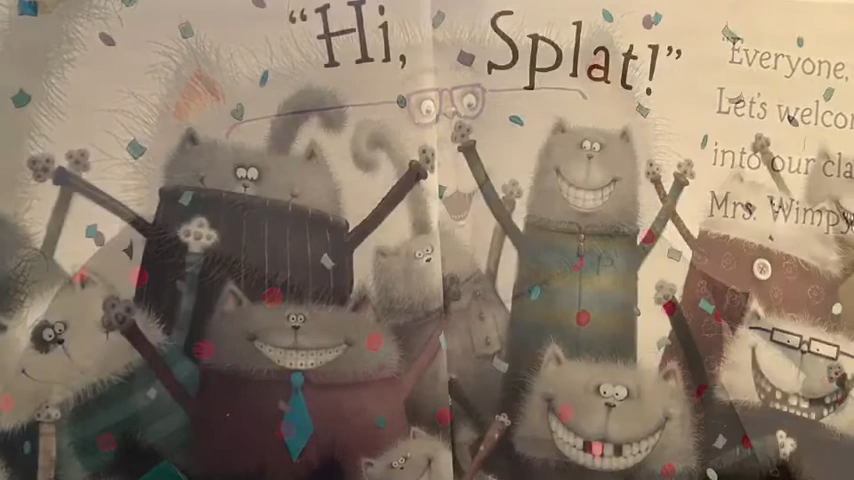 “Hi, Splat!”
“Everyone,
Let's
into our
Mrs.